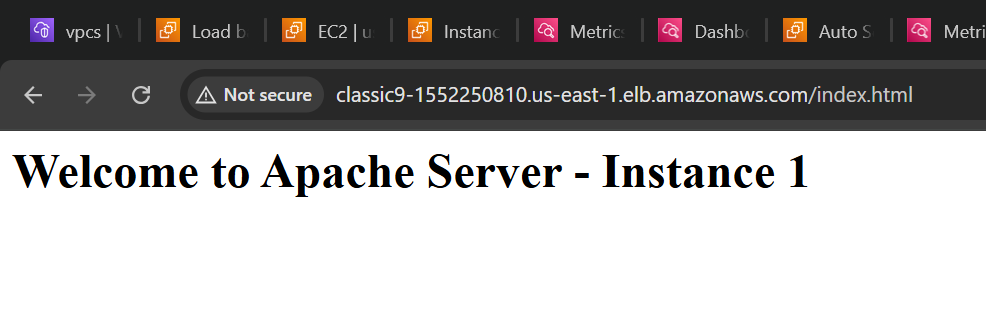 vpcs |
Load b
EC2 | u
Instanc
Metrics
Dashb
Auto S
Metri
Not secure
classic9-1552250810.us-east-1.elb.amazonaws.com/index.html
Welcome to Apache Server - Instance 1